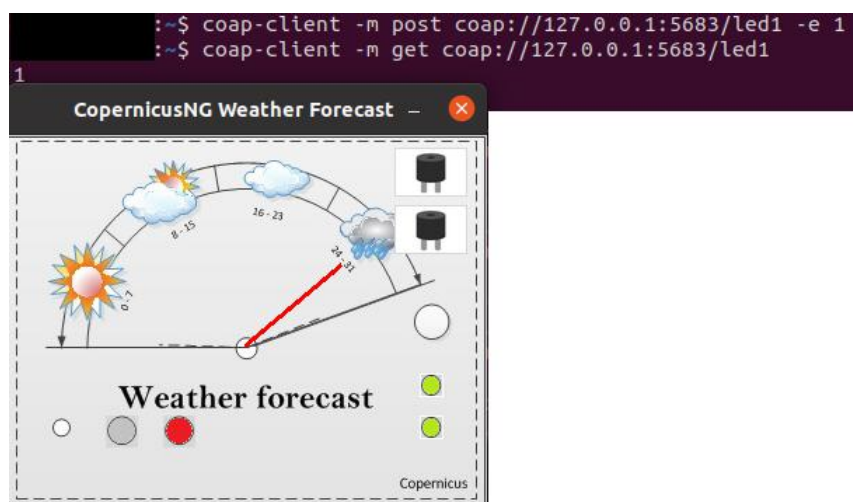 :~$ coap-client -m post coap://127.0.0.1:5683/led1 -e 1
:~$ coap-client -m get coap://127.0.0.1:5683/led1
1
CopernicusNG Weather Forecast
0 - 7
8 - 15
16 - 23
24 - 31
Weather forecast
Copernicus